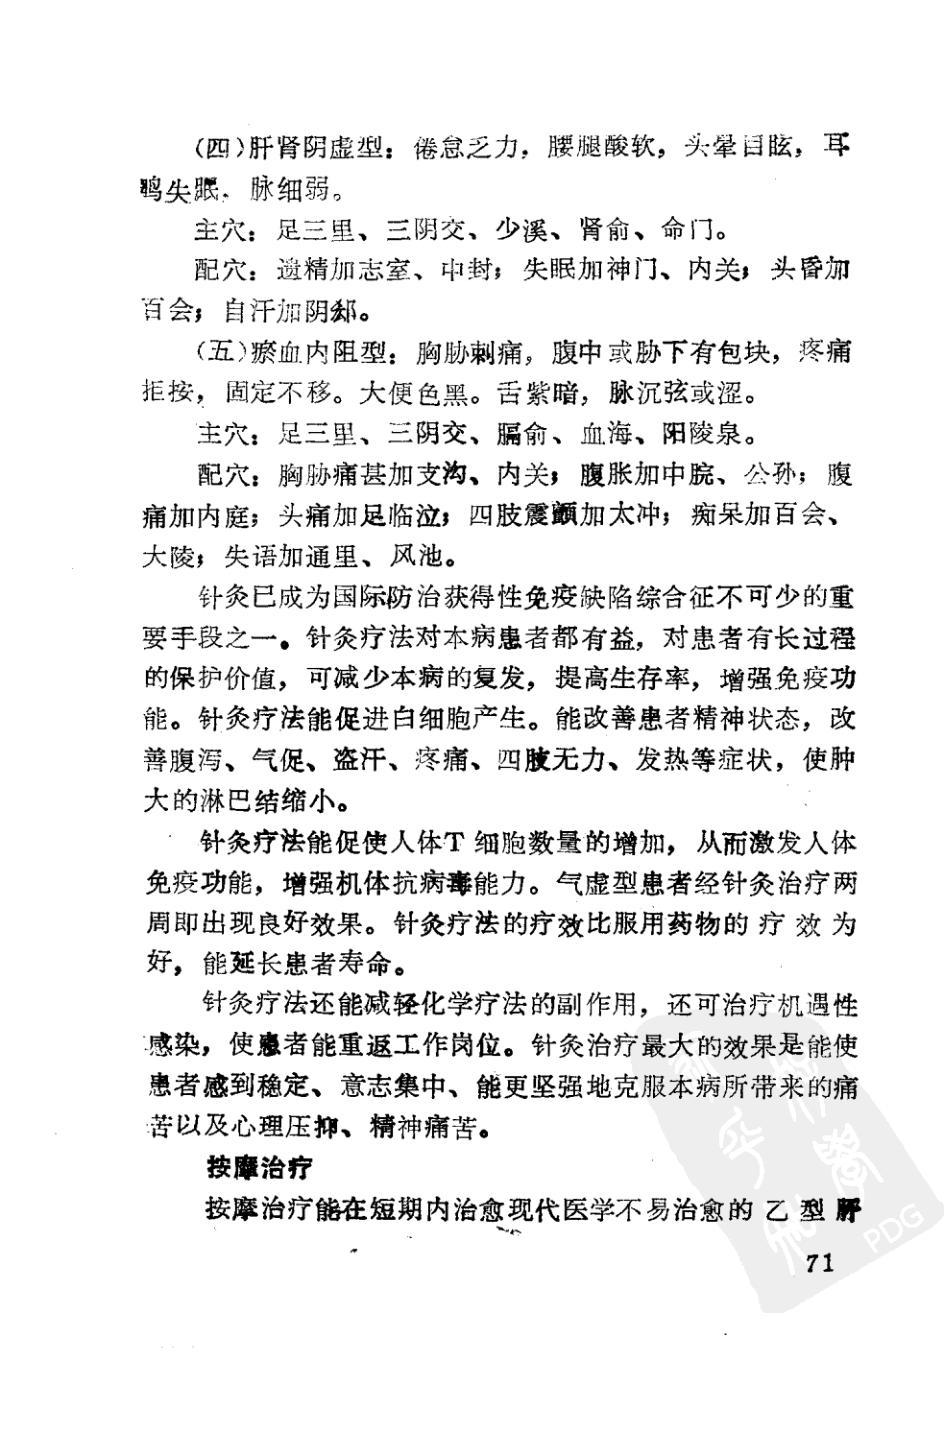 (四)肝肾阴虚型：倦怠乏力，腰腿酸软，头晕目眩，耳
鸣失眠．脉细弱。
主穴：足三里、三阴交、少溪、肾俞、命门。
配穴：遗精加志室、中封；失眠加神门、内关；头昏加
百会；自汗加阴郄。
(五)瘀血内阻型：胸胁刺痛，腹中或胁下有包块，疼痛
拒按，固定不移。大便色黑。舌紫暗，脉沉弦或涩。
主穴：足三里、三阴交、膈俞、血海、阳陵泉。
配穴：胸胁痛甚加支沟、内关；腹胀加中脘、公孙；腹
痛加内庭；头痛加足临泣；四肢震颤加太冲；痴呆加百会、
大陵；失语加通里、风池。
针灸已成为国际防治获得性免疫缺陷综合征不可少的重
要手段之一。针灸疗法对本病患者都有益，对患者有长过程
的保护价值，可减少本病的复发，提高生存率，增强免疫功
能。针灸疗法能促进白细胞产生。能改善患者精神状态，改
善腹泻、气促、盗汗、疼痛、四肢无力、发热等症状，使肿
大的淋巴结缩小。
针灸疗法能促使人体T细胞数量的增加，从而激发人体
免疫功能，增强机体抗病毒能力。气虚型患者经针灸治疗两
周即出现良好效果。针灸疗法的疗效比服用药物的疗效为
好，能延长患者寿命。
针灸疗法还能减轻化学疗法的副作用，还可治疗机遇性
感染，使患者能重返工作岗位。针灸治疗最大的效果是能使
患者感到稳定、意志集中、能更坚强地克服本病所带来的痛
苦以及心理压抑、精神痛苦。
按摩治疗
按摩治疗能在短期内治愈现代医学不易治愈的乙型肝
71
PDG